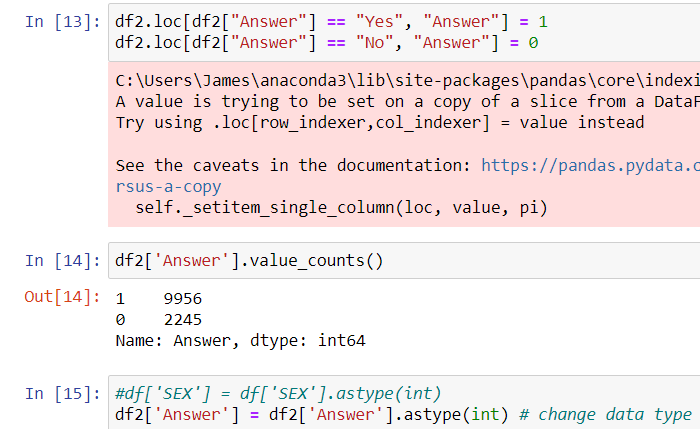 In [13]: df2.loc[df2["Answer"] == "Yes", "Answer"] = 1
df2.loc[df2["Answer"] == "No", "Answer"] = 0
C:\Users\James\anaconda3\lib\site-packages\pandas\core\indexi
A value is trying to be set on a copy of a slice from a DataF
Try using .loc[row_indexer,col_indexer] = value instead
See the caveats in the documentation: https://pandas.pydata.o
rsus-a-copy
self._setitem_single_column(loc, value, pi)
In [14]: df2['Answer'].value_counts()
Out[14]: 1    9956
0    2245
Name: Answer, dtype: int64
In [15]: #df['SEX'] = df['SEX'].astype(int)
df2['Answer'] = df2['Answer'].astype(int) # change data type